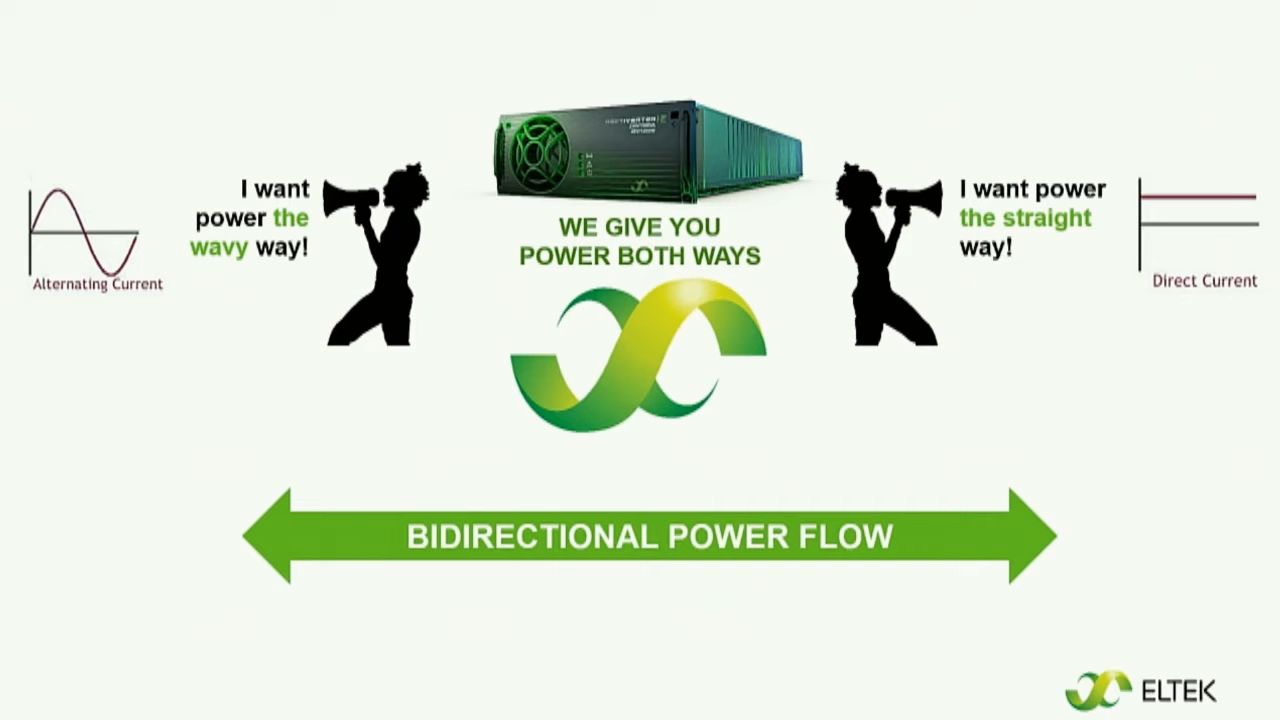 I want
power the
wavy way!
Alternating Current
RECTIVERTER
WE GIVE YOU
POWER BOTH WAYS
I want power
the straight
way!
Direct Current
BIDIRECTIONAL POWER FLOW
ELTEK